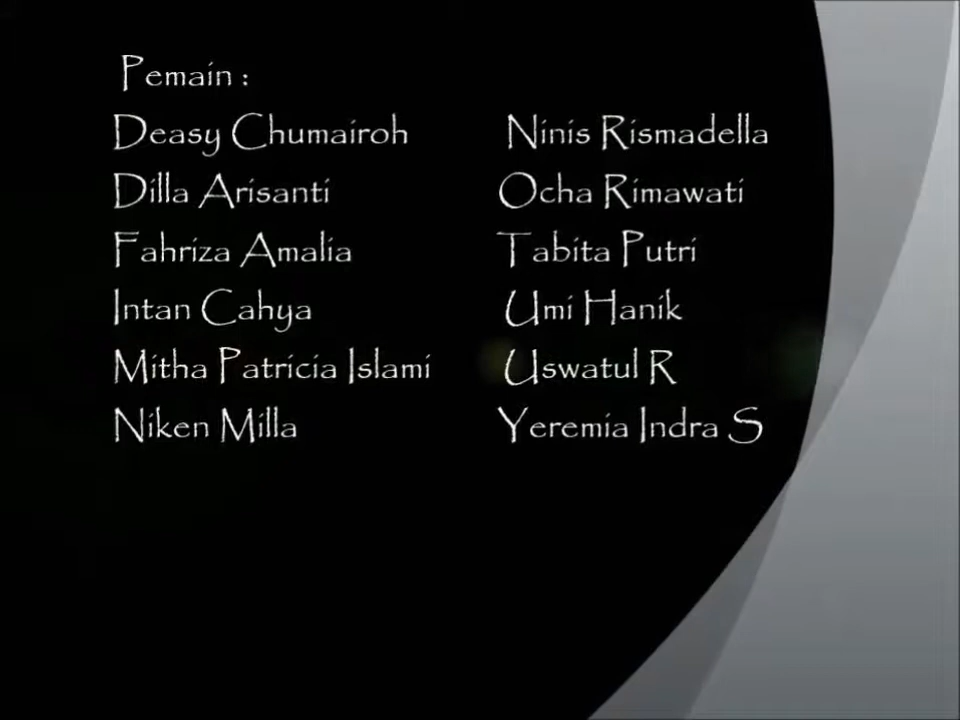 Pemain :
Deasy Chumairoh
Dilla Arisanti
Fahriza Amalia
Intan Cahya
Mitha Patricia Islami
Niken Milla
Ninis Rismadella
Ocha Rimawati
Tabita Putri
Umi Hanik
Uswatul R
Yeremia Indra S